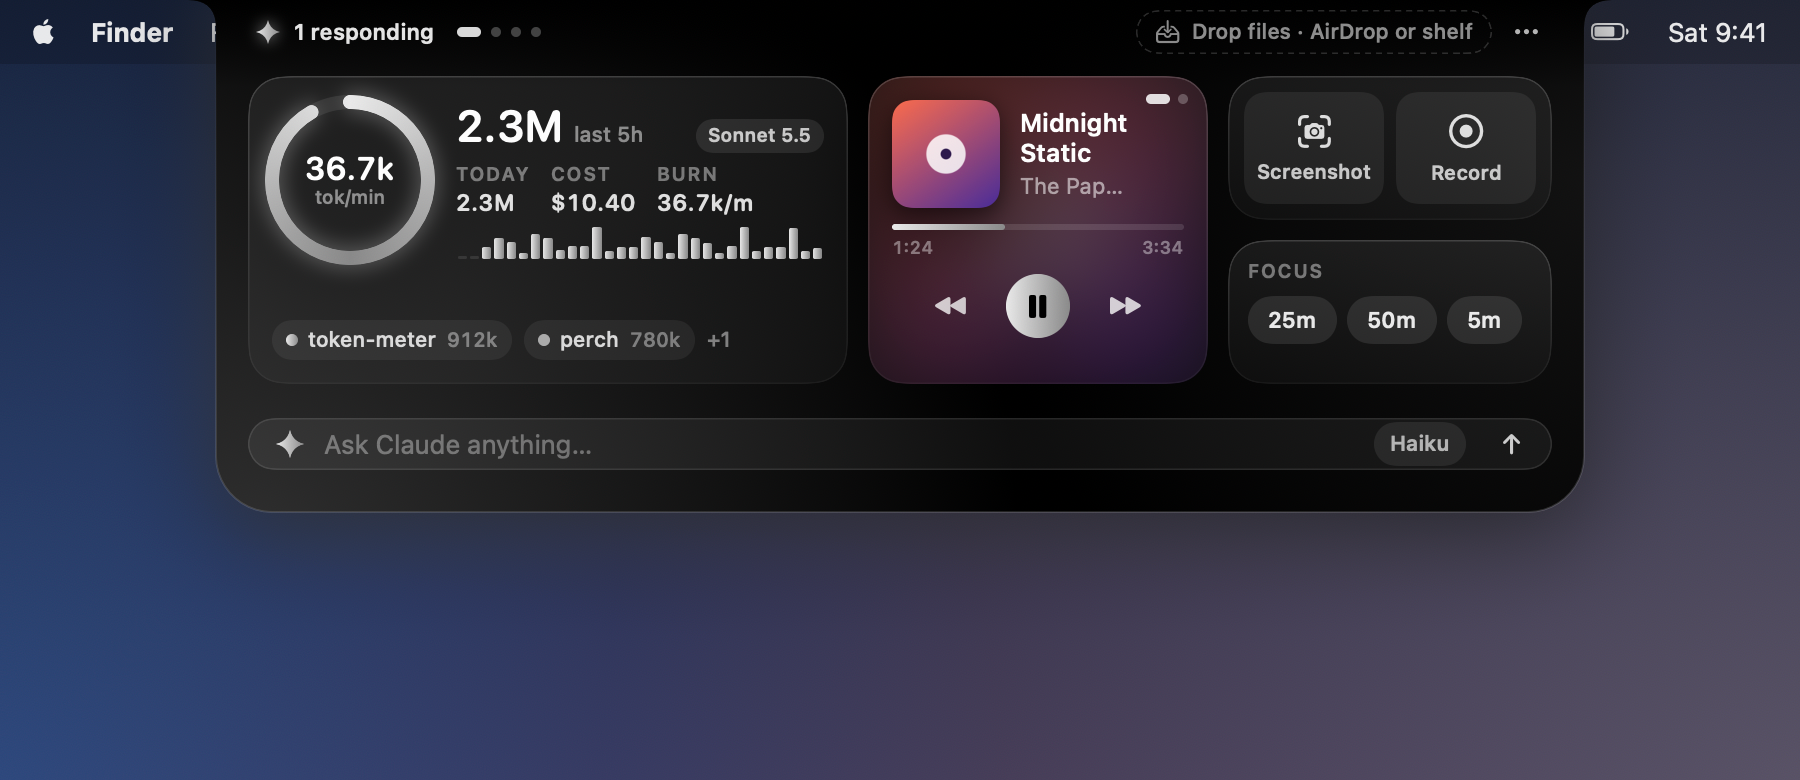 Finder
1 responding
Drop files · AirDrop or shelf
Sat 9:41
36.7k
tok/min
2.3M last 5h
Sonnet 5.5
TODAY COST BURN
2.3M $10.40 36.7k/m
token-meter 912k
perch 780k
+1
Midnight
Static
The Pap...
1:24 3:34
Screenshot
Record
FOCUS
25m 50m 5m
Ask Claude anything...
Haiku